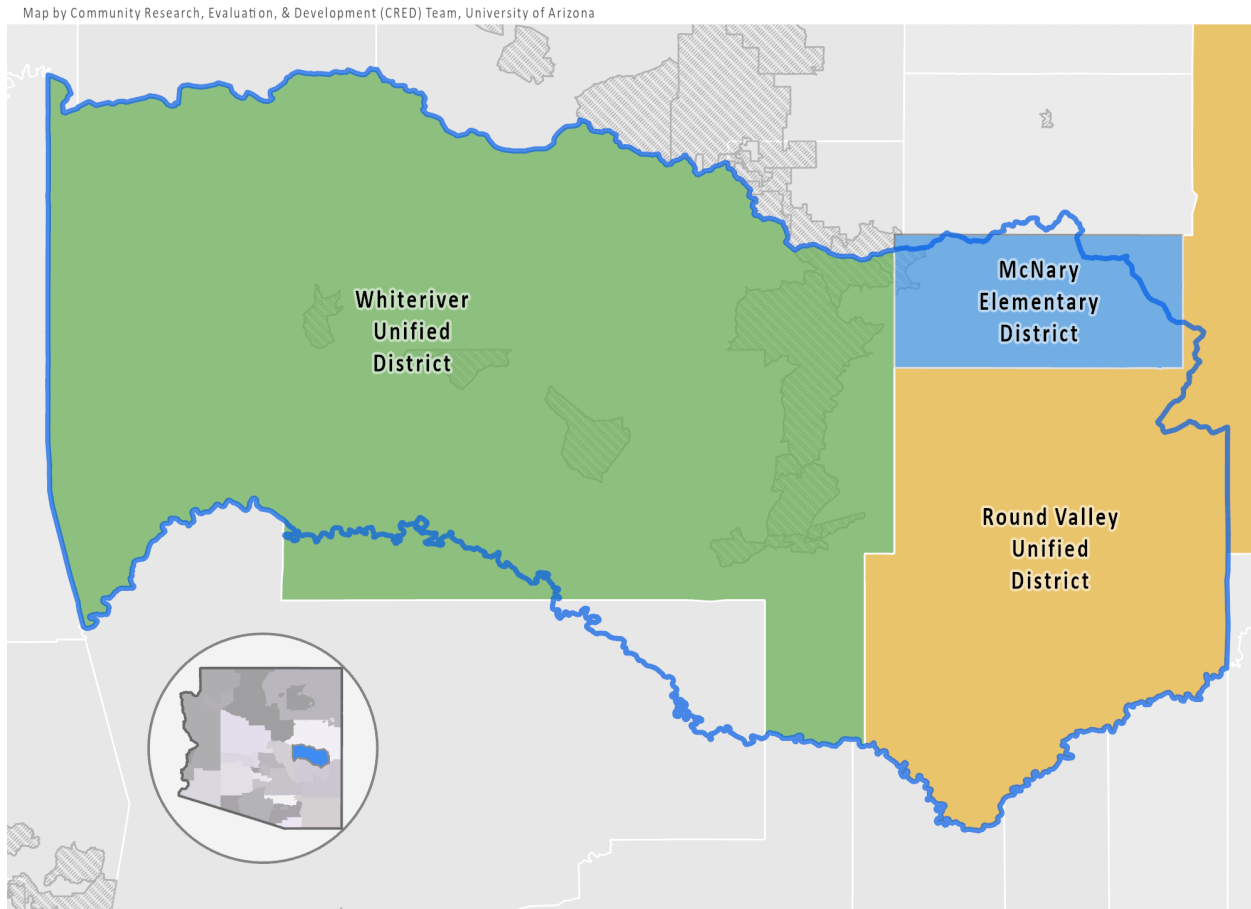 Map by Community Research, Evaluation, & Development (CRED) Team, University of Arizona
Whiteriver
Unified
District
McNary
Elementary
District
Round Valley
Unified
District